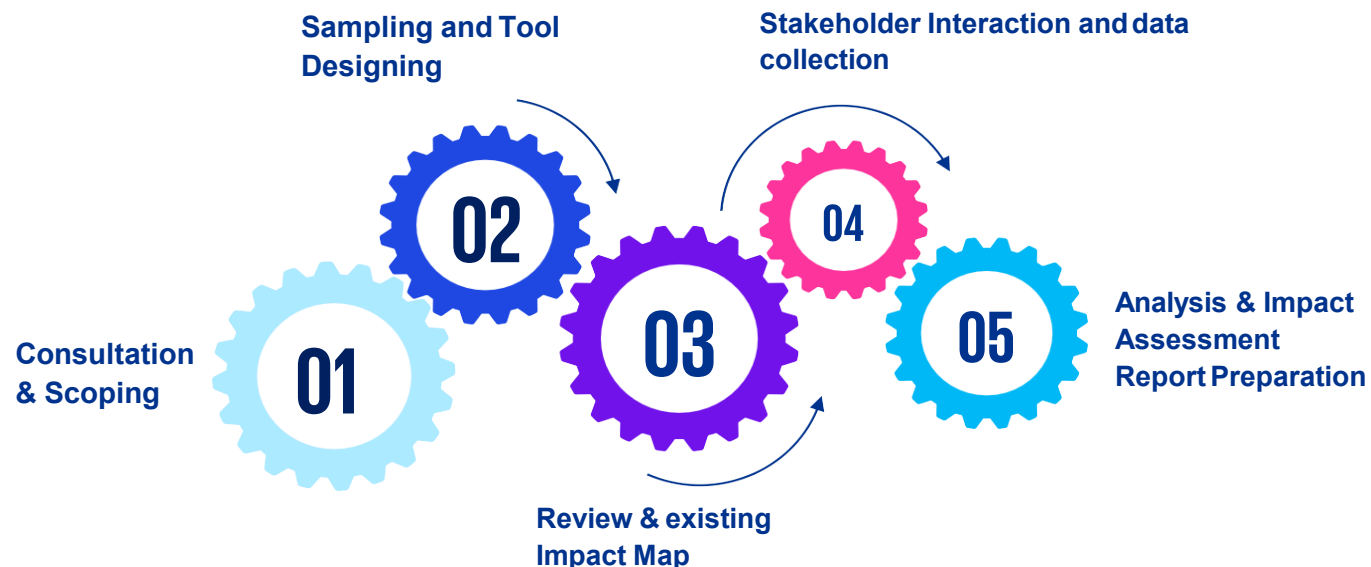 Consultation
& Scoping
01
Sampling and Tool
Designing
02
03
Review & existing
Impact Map
Stakeholder Interaction and data
collection
04
05
Analysis & Impact
Assessment
Report Preparation